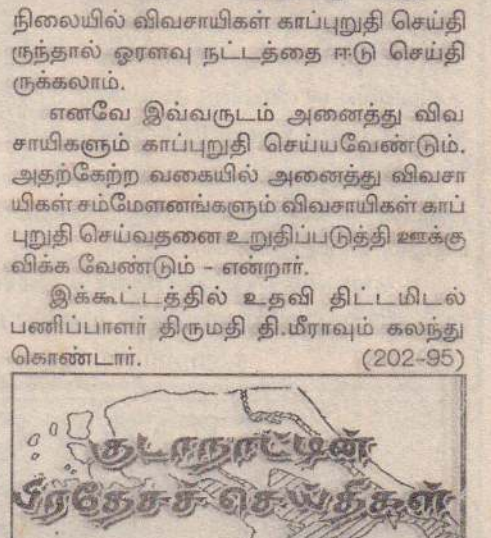 நிலையில் விவசாயிகள் காப்புறுதி செய்தி
ருந்தால் ஓரளவு நட்டத்தை ஈடு செய்தி
ருக்கலாம்.
எனவே இவ்வருடம் அனைத்து விவ
சாயிகளும் காப்புறுதி செய்யவேண்டும்.
அதற்கேற்ற வகையில் அனைத்து விவசா
யிகள் சம்மேளனங்களும் விவசாயிகள் காப்
புறுதி செய்வதனை உறுதிப்படுத்தி ஊக்கு
விக்க வேண்டும் - என்றார்.
இக்கூட்டத்தில் உதவி திட்டமிடல்
பணிப்பாளர் திருமதி தி.மீராவும் கலந்து
கொண்டார். (202-95)
குடாநாட்டின்
பிரதேசச் செய்திகள்